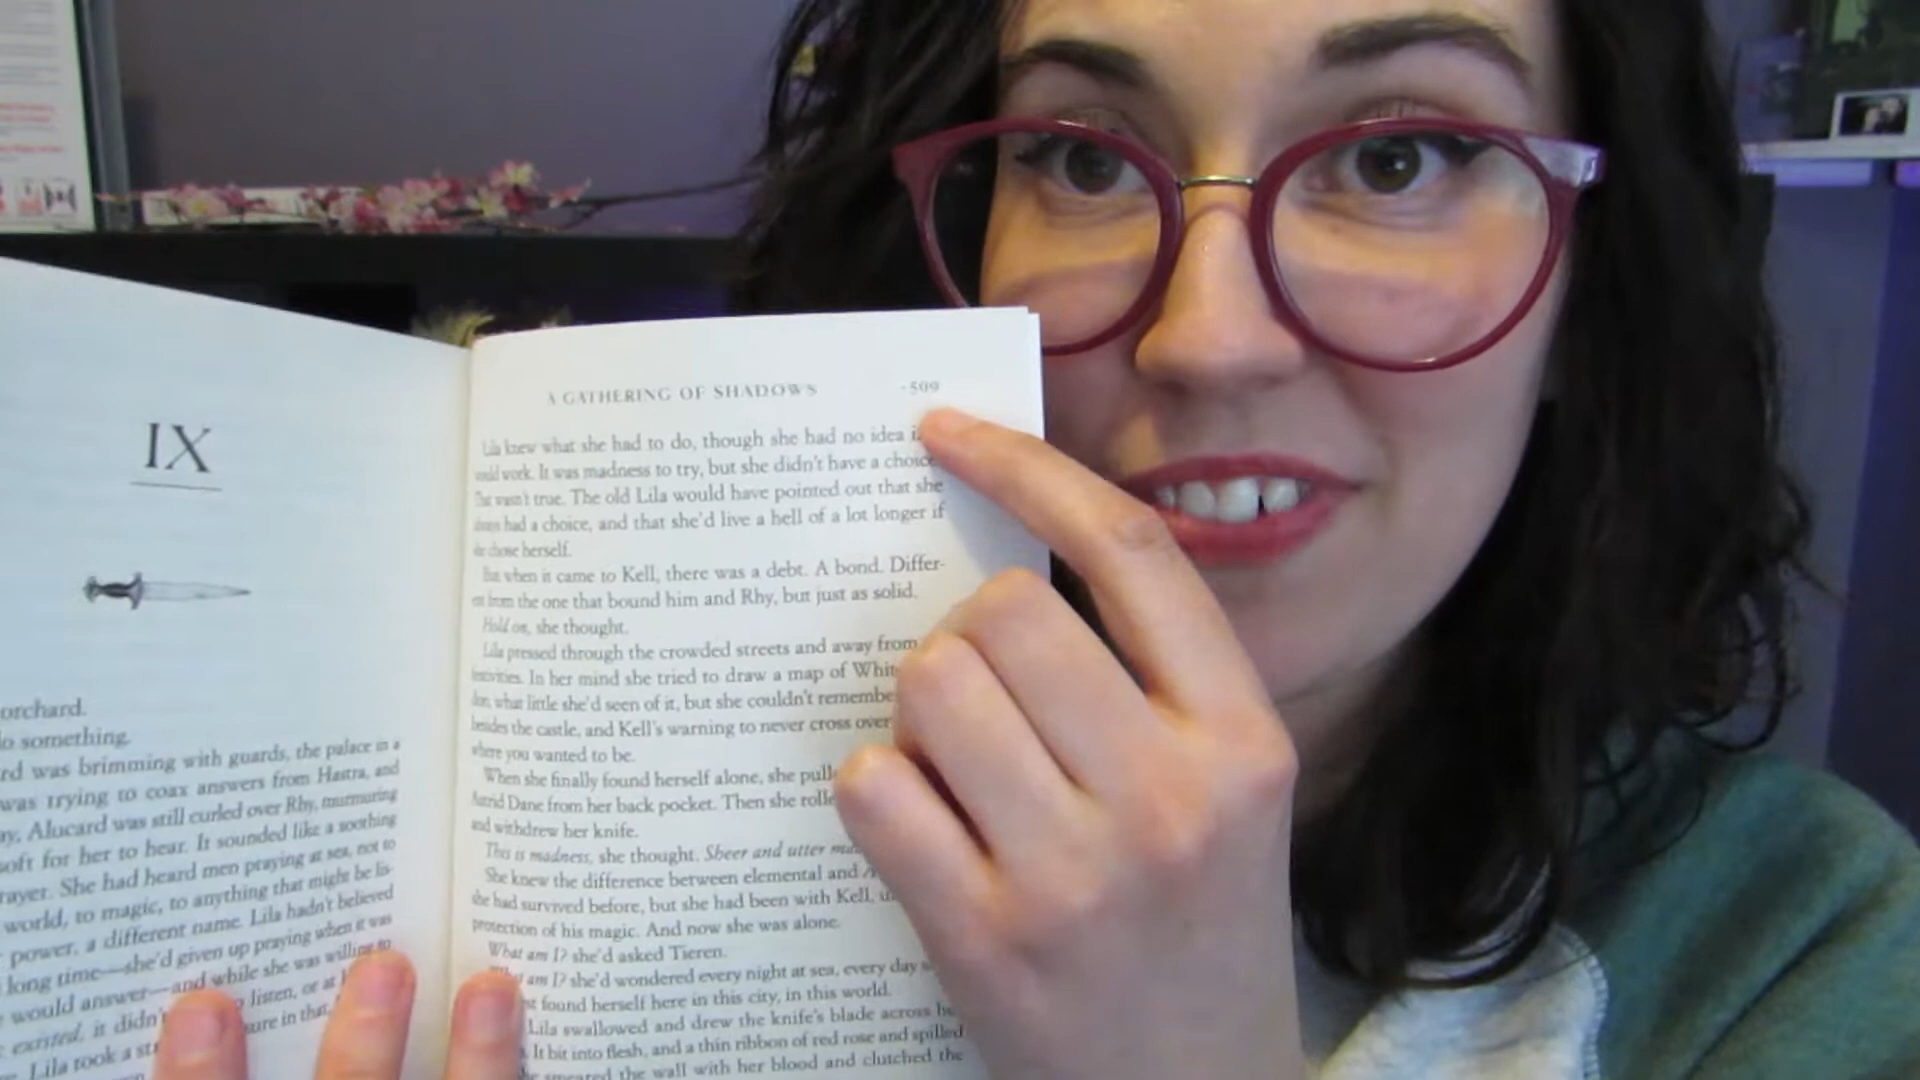 IX
orchard.
do something.
was brimming with guards, the palace in a
was trying to coax answers from Hastra, and
Alucard was still curled over Rhy, murmuring
soft for her to hear. It sounded like a soothing
She had heard men praying at sea, not to
world, to magic, to anything that might be lis-
power, a different name. Lila hadn't believed
long time—she'd given up praying when it was
would answer—and while she was willing to
existed, it didn't listen, or at
Lila took a in that.
A GATHERING OF SHADOWS 509
Lila knew what she had to do, though she had no idea
would work. It was madness to try, but she didn't have a choice
That wasn't true. The old Lila would have pointed out that she
always had a choice, and that she'd live a hell of a lot longer if
she chose herself.
But when it came to Kell, there was a debt. A bond. Differ-
ent from the one that bound him and Rhy, but just as solid.
Hold on, she thought.
Lila pressed through the crowded streets and away from
festivities. In her mind she tried to draw a map of
what little she'd seen of it, but she couldn't
besides the castle, and Kell's warning to never cross over
where you wanted to be.
When she finally found herself alone, she
Astrid Dane from her back pocket. Then she
and withdrew her knife.
This is madness, she thought. Sheer and utter
She knew the difference between elemental and
she had survived before, but she had been with Kell,
protection of his magic. And now she was alone.
What am I? she'd asked Tieren.
am I? she'd wondered every night at sea, every day
found herself here in this city, in this world.
Lila swallowed and drew the knife's blade across
It bit into flesh, and a thin ribbon of red rose and spilled
smeared the wall with her blood and clutched the